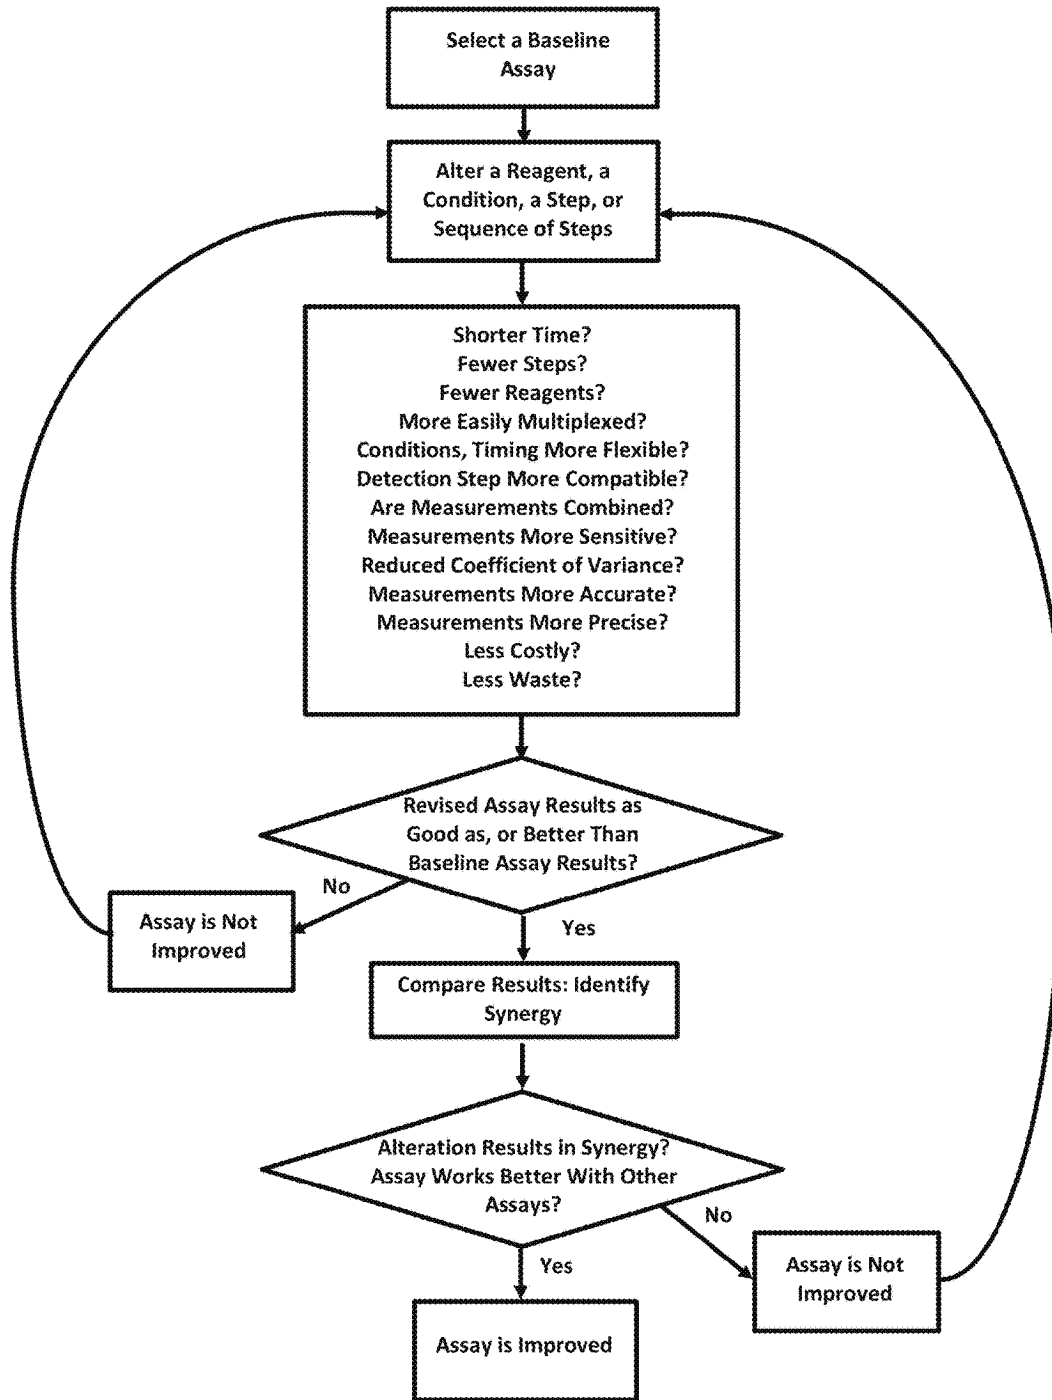 Select a Baseline
Assay
Alter a Reagent, a
Condition, a Step, or
Sequence of Steps
Shorter Time?
Fewer Steps?
Fewer Reagents?
More Easily Multiplexed?
Conditions, Timing More Flexible?
Detection Step More Compatible?
Are Measurements Combined?
Measurements More Sensitive?
Reduced Coefficient of Variance?
Measurements More Accurate?
Measurements More Precise?
Less Costly?
Less Waste?
Revised Assay Results as
Good as, or Better Than
Baseline Assay Results?
No
Assay is Not
Improved
Yes
Compare Results: Identify
Synergy
Alteration Results in Synergy?
Assay Works Better With Other
Assays?
No
Assay is Not
Improved
Yes
Assay is Improved